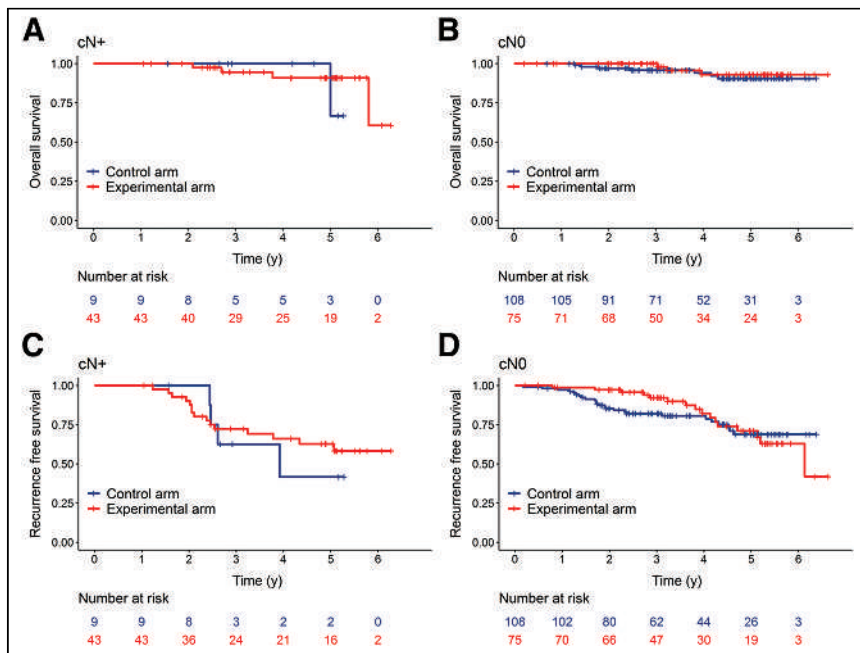 A
cN+
Overall survival
1.00
0.75
0.50
0.25
0.00
Control arm
Experimental arm
0 1 2 3 4 5 6
Time (y)
Number at risk
9 9 8 5 5 3 0
43 43 40 29 25 19 2
B
cN0
Overall survival
1.00
0.75
0.50
0.25
0.00
Control arm
Experimental arm
0 1 2 3 4 5 6
Time (y)
Number at risk
108 105 91 71 52 31 3
75 71 68 50 34 24 3
C
cN+
Recurrence free survival
1.00
0.75
0.50
0.25
0.00
Control arm
Experimental arm
0 1 2 3 4 5 6
Time (y)
Number at risk
9 9 8 3 2 2 0
43 43 36 24 21 16 2
D
cN0
Recurrence free survival
1.00
0.75
0.50
0.25
0.00
Control arm
Experimental arm
0 1 2 3 4 5 6
Time (y)
Number at risk
108 102 80 62 44 26 3
75 70 66 47 30 19 3